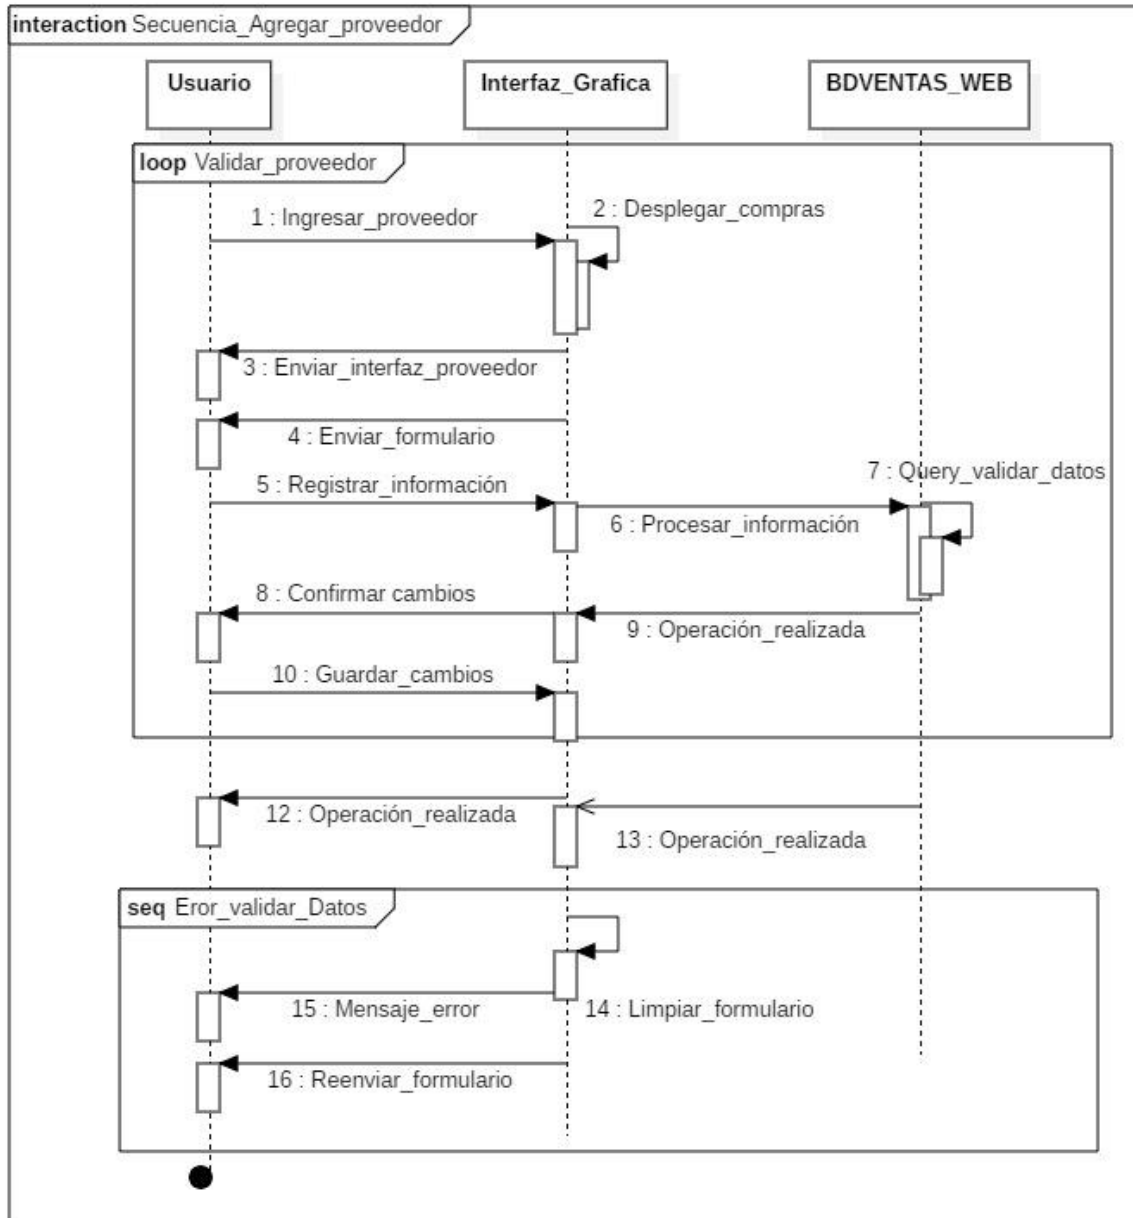 interaction Secuencia_Agregar_proveedor
Usuario
Interfaz_Grafica
BDVENTAS_WEB
loop Validar_proveedor
1 : Ingresar_proveedor
2 : Desplegar_compras
3 : Enviar_interfaz_proveedor
4 : Enviar_formulario
5 : Registrar_información
6 : Procesar_información
7 : Query_validar_datos
8 : Confirmar cambios
9 : Operación_realizada
10 : Guardar_cambios
12 : Operación_realizada
13 : Operación_realizada
seq Eror_validar_Datos
14 : Limpiar_formulario
15 : Mensaje_error
16 : Reenviar_formulario